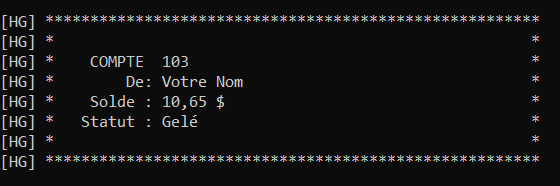 [HG] *******************************************************
[HG] *                                                     *
[HG] *    COMPTE  103                                      *
[HG] *        De: Votre Nom                                *
[HG] *    Solde : 10,65 $                                  *
[HG] *   Statut : Gelé                                     *
[HG] *                                                     *
[HG] *******************************************************